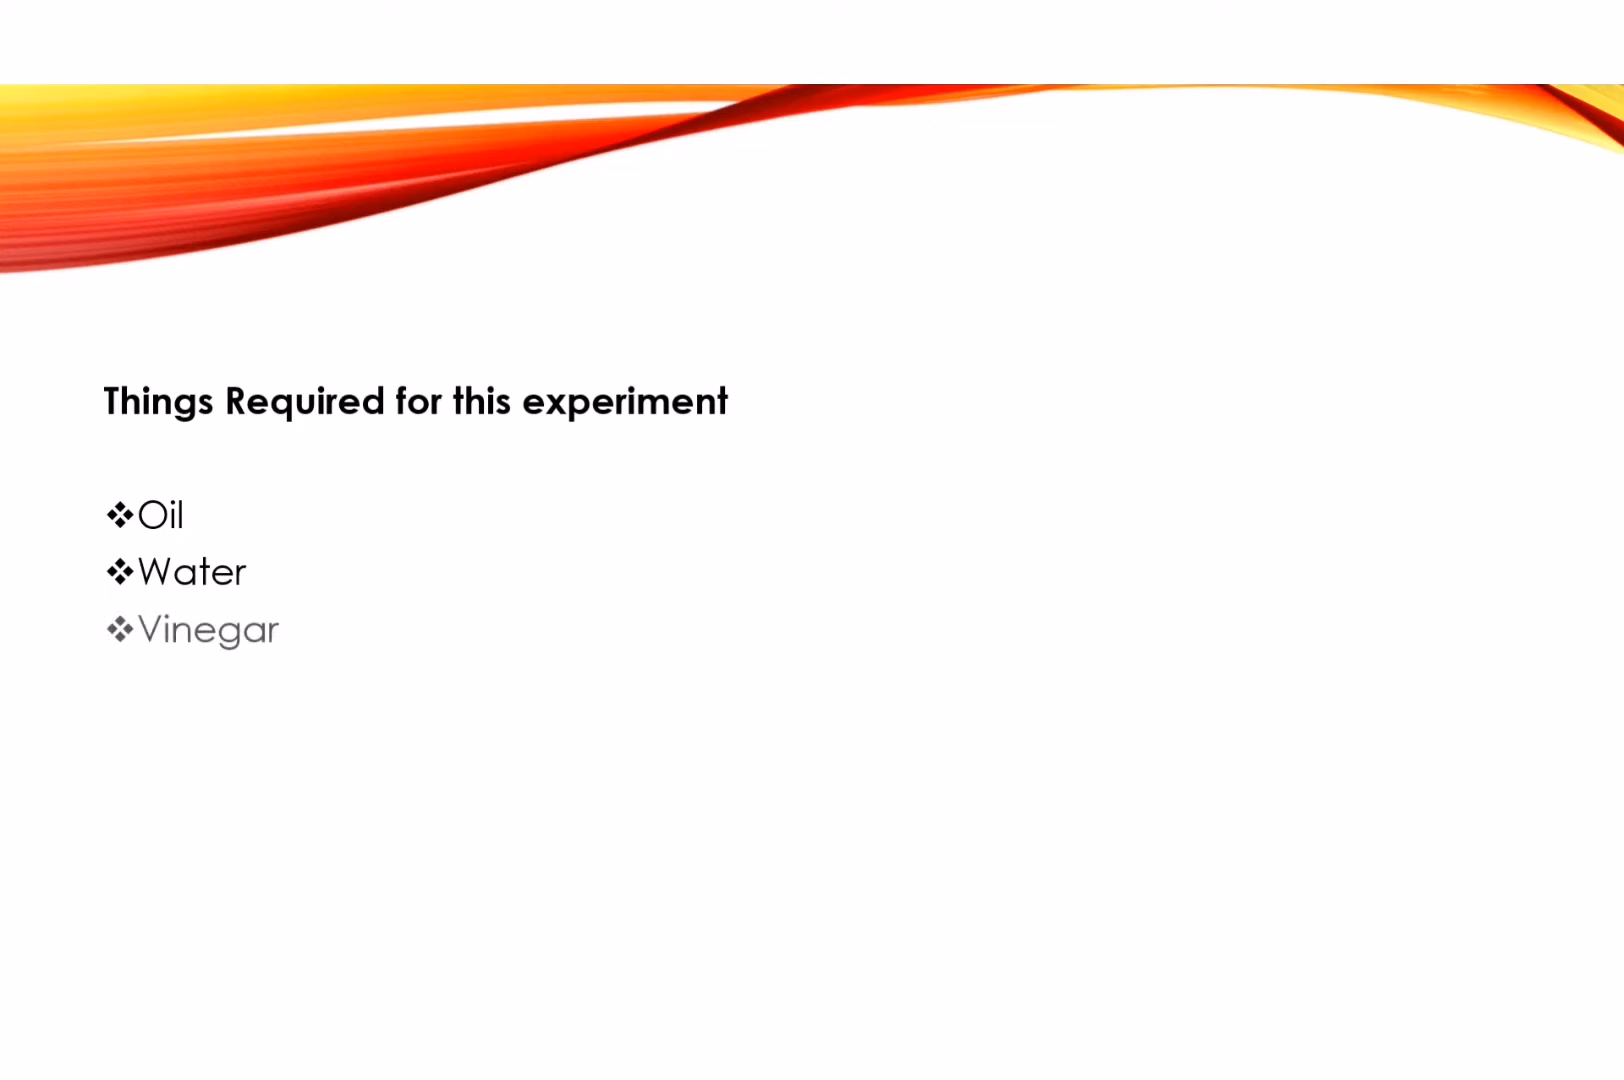 Things Required for this experiment
❖Oil
❖Water
❖Vinegar